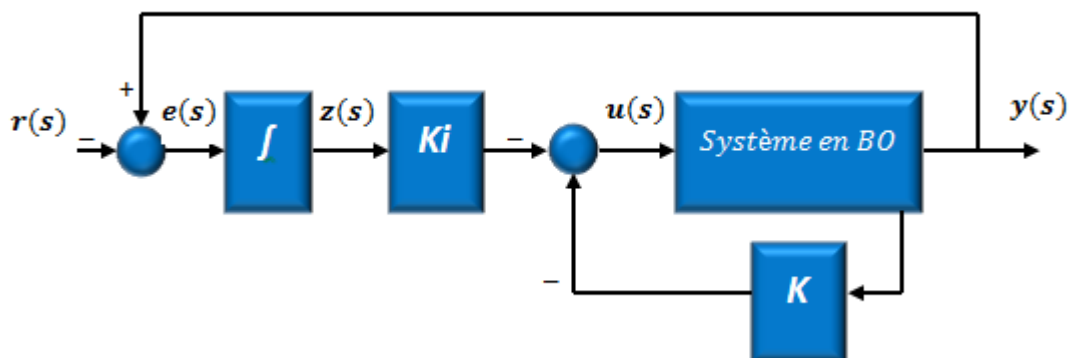 +
r(s)
−
e(s)
∫
z(s)
Ki
−
u(s)
Système en BO
y(s)
−
K